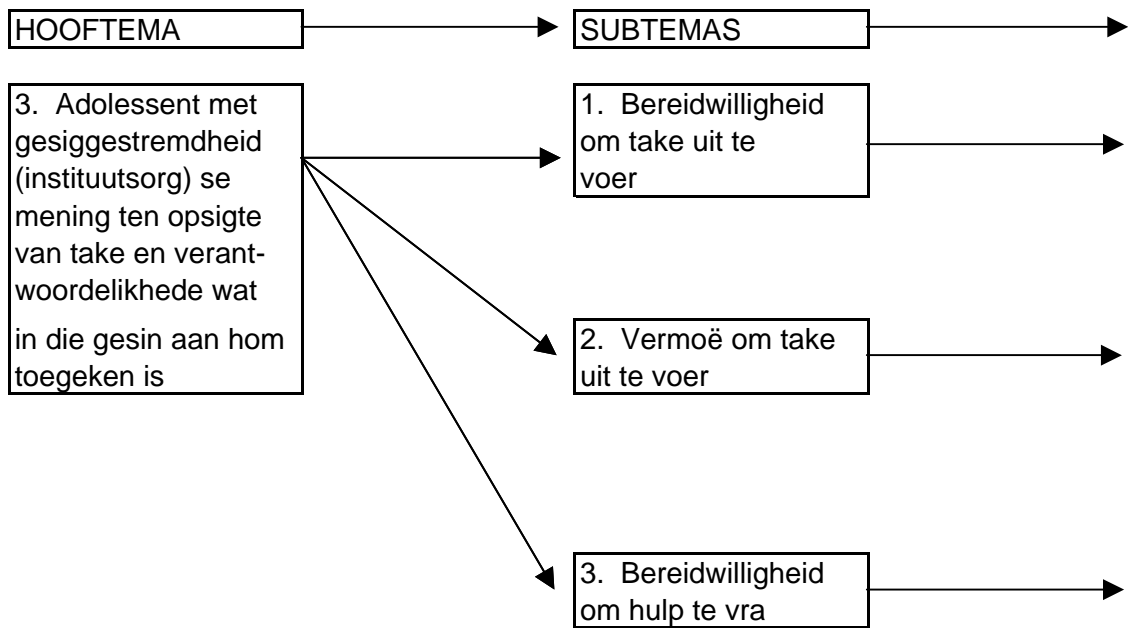 HOOFTEMA
SUBTEMAS
3. Adolessent met
gesiggestremdheid
(instituutsorg) se
mening ten opsigte
van take en verant-
woordelikhede wat
in die gesin aan hom
toegeken is
1. Bereidwilligheid
om take uit te
voer
2. Vermoë om take
uit te voer
3. Bereidwilligheid
om hulp te vra